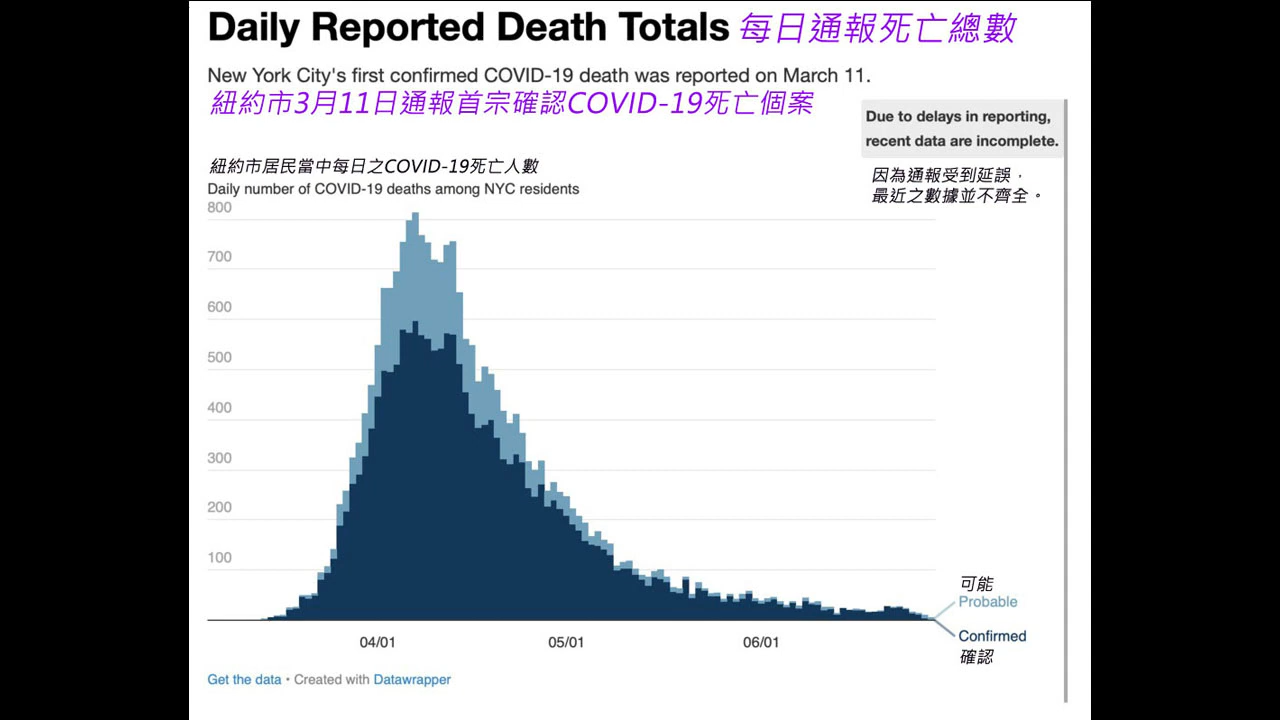 Daily Reported Death Totals 每日通報死亡總數
New York City's first confirmed COVID-19 death was reported on March 11.
紐約市3月11日通報首宗確認COVID-19死亡個案
Due to delays in reporting,
recent data are incomplete.
因為通報受到延誤，
最近之數據並不齊全。
紐約市居民當中每日之COVID-19死亡人數
Daily number of COVID-19 deaths among NYC residents
800
700
600
500
400
300
200
100
可能
Probable
Confirmed
確認
04/01 05/01 06/01
Get the data • Created with Datawrapper